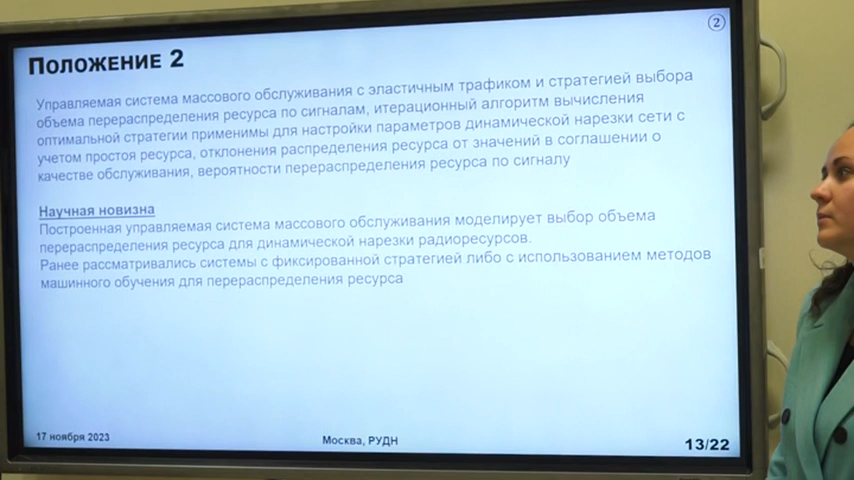 2
Положение 2
Управляемая система массового обслуживания с эластичным трафиком и стратегией выбора
объема перераспределения ресурса по сигналам, итерационный алгоритм вычисления
оптимальной стратегии применимы для настройки параметров динамической нарезки сети с
учетом простоя ресурса, отклонения распределения ресурса от значений в соглашении о
качестве обслуживания, вероятности перераспределения ресурса по сигналу
Научная новизна
Построенная управляемая система массового обслуживания моделирует выбор объема
перераспределения ресурса для динамической нарезки радиоресурсов.
Ранее рассматривались системы с фиксированной стратегией либо с использованием методов
машинного обучения для перераспределения ресурса
17 ноября 2023
Москва, РУДН
13/22